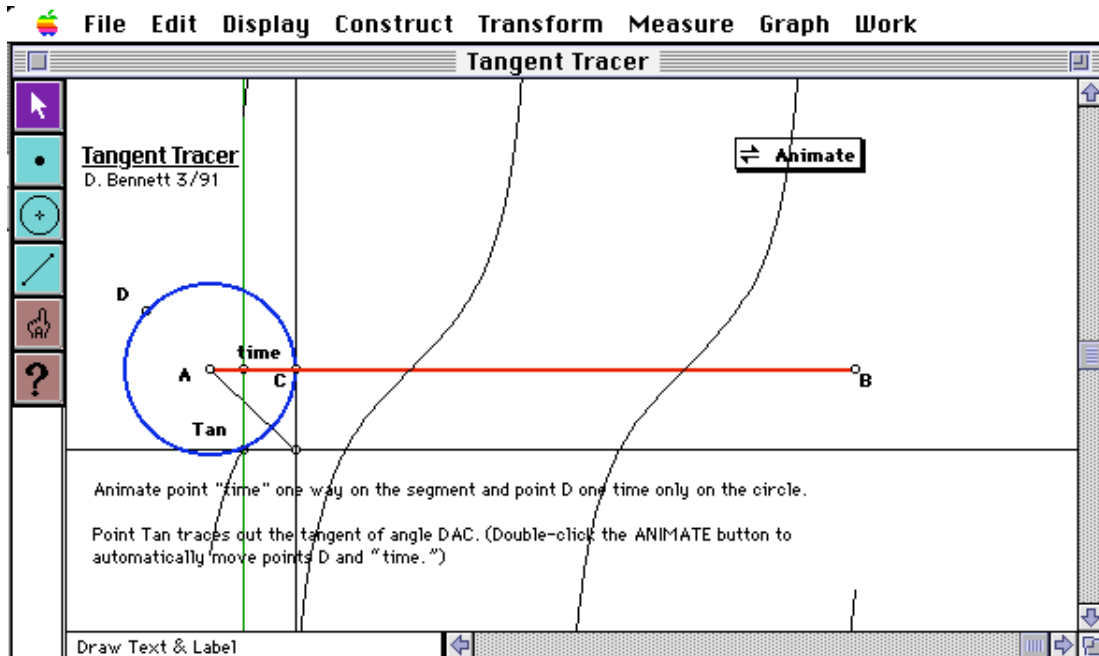 File Edit Display Construct Transform Measure Graph Work
Tangent Tracer
Tangent Tracer
D. Bennett 3/91
⇌ Animate
D
time
A
C
B
Tan
Animate point "time" one way on the segment and point D one time only on the circle.
Point Tan traces out the tangent of angle DAC. (Double-click the ANIMATE button to
automatically move points D and "time.")
A
?
Draw Text & Label